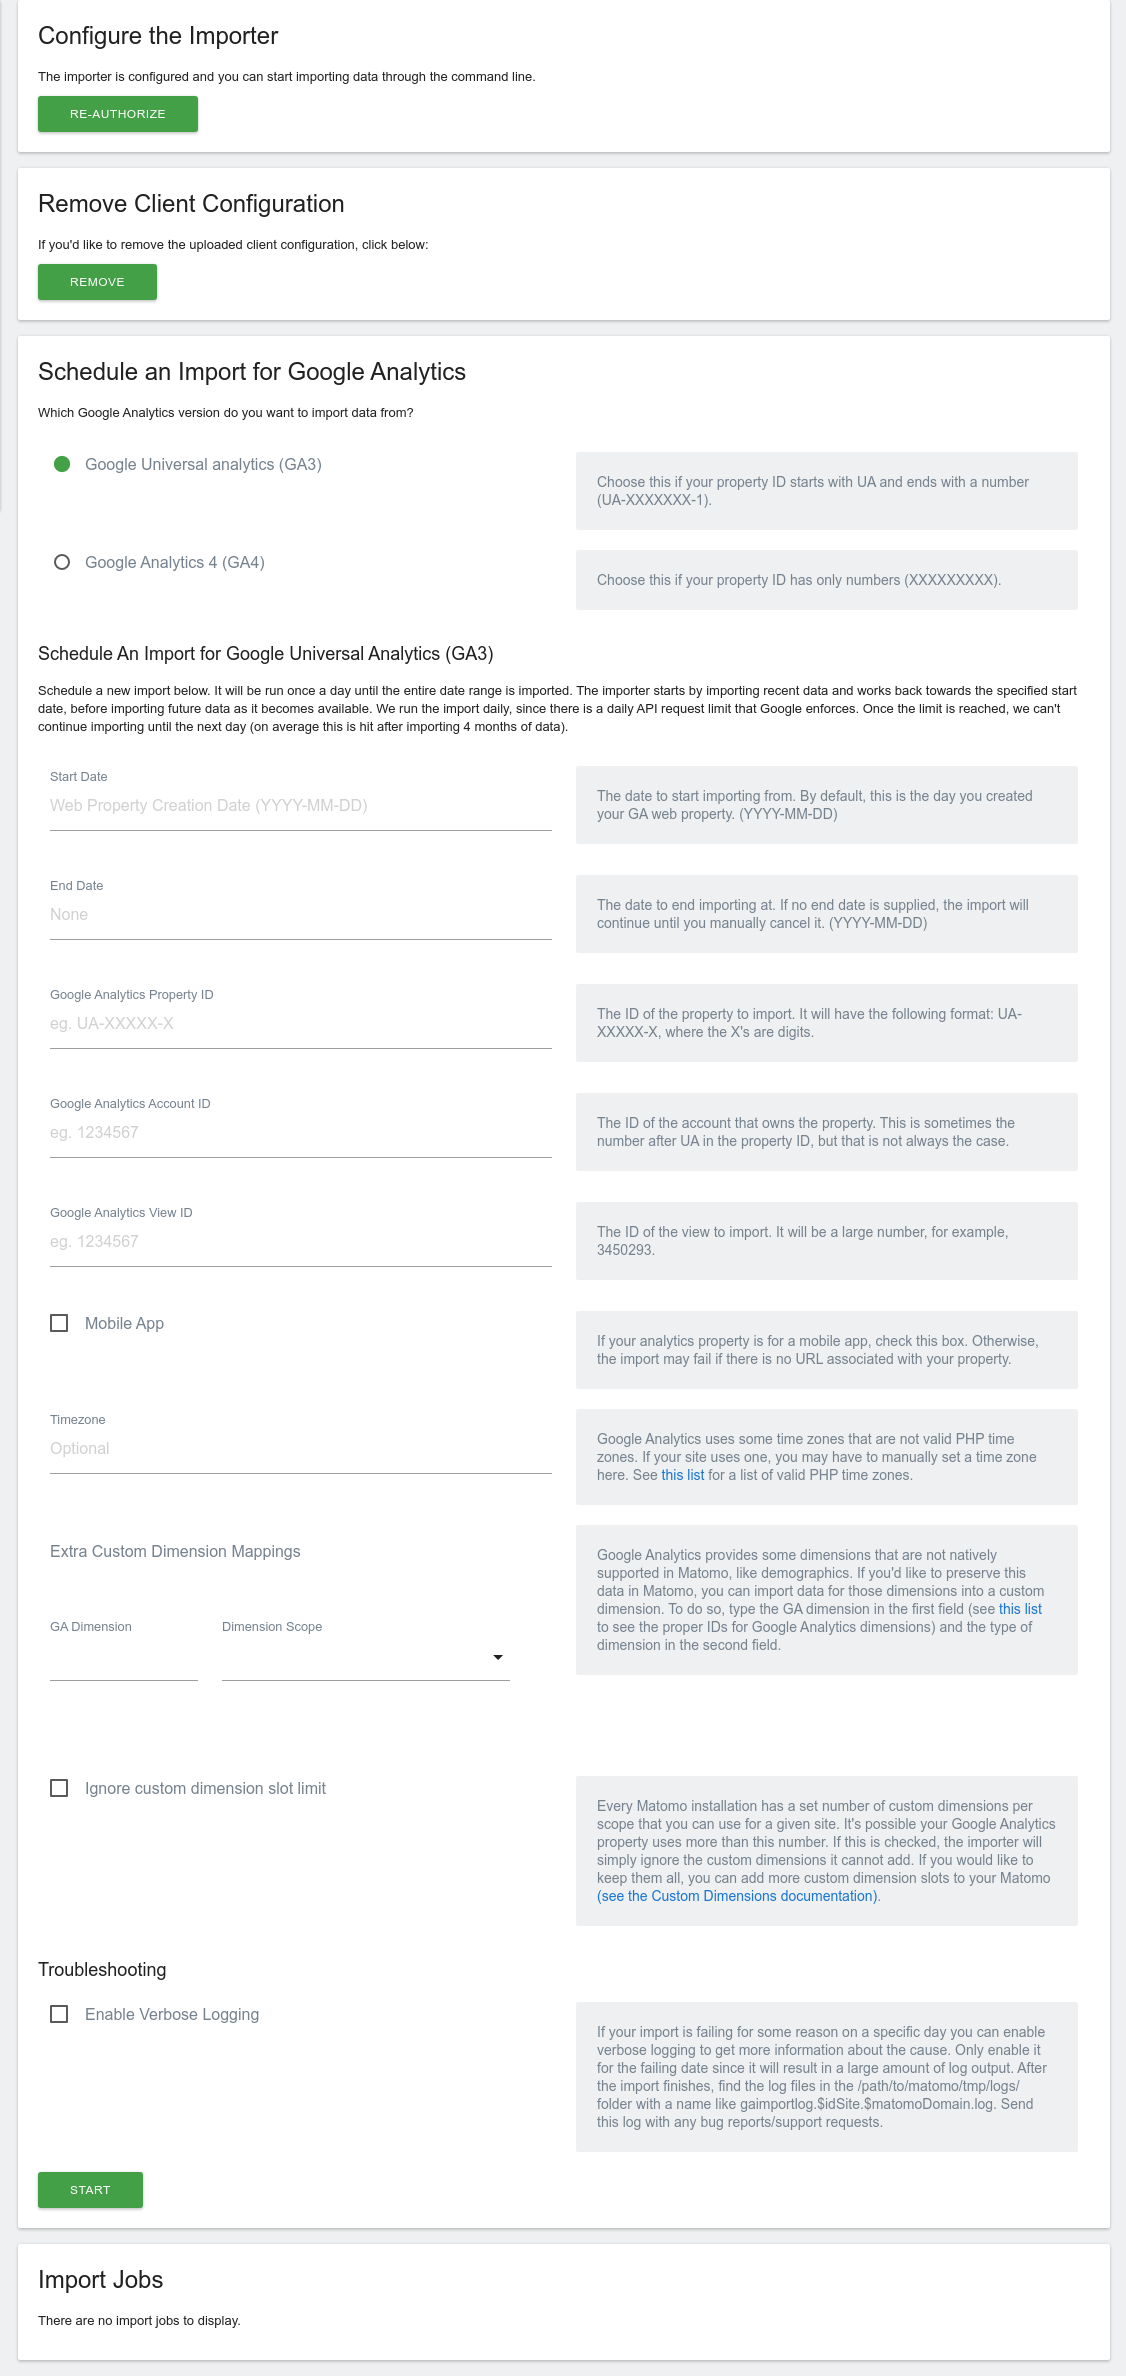 Configure the Importer
The importer is configured and you can start importing data through the command line.
RE-AUTHORIZE
Remove Client Configuration
If you'd like to remove the uploaded client configuration, click below:
REMOVE
Schedule an Import for Google Analytics
Which Google Analytics version do you want to import data from?
Google Universal analytics (GA3)
Choose this if your property ID starts with UA and ends with a number
(UA-XXXXXXX-1).
Google Analytics 4 (GA4)
Choose this if your property ID has only numbers (XXXXXXXXX).
Schedule An Import for Google Universal Analytics (GA3)
Schedule a new import below. It will be run once a day until the entire date range is imported. The importer starts by importing recent data and works back towards the specified start
date, before importing future data as it becomes available. We run the import daily, since there is a daily API request limit that Google enforces. Once the limit is reached, we can't
continue importing until the next day (on average this is hit after importing 4 months of data).
Start Date
Web Property Creation Date (YYYY-MM-DD)
The date to start importing from. By default, this is the day you created
your GA web property. (YYYY-MM-DD)
End Date
None
The date to end importing at. If no end date is supplied, the import will
continue until you manually cancel it. (YYYY-MM-DD)
Google Analytics Property ID
eg. UA-XXXXX-X
The ID of the property to import. It will have the following format: UA-
XXXXX-X, where the X's are digits.
Google Analytics Account ID
eg. 1234567
The ID of the account that owns the property. This is sometimes the
number after UA in the property ID, but that is not always the case.
Google Analytics View ID
eg. 1234567
The ID of the view to import. It will be a large number, for example,
3450293.
Mobile App
If your analytics property is for a mobile app, check this box. Otherwise,
the import may fail if there is no URL associated with your property.
Timezone
Optional
Google Analytics uses some time zones that are not valid PHP time
zones. If your site uses one, you may have to manually set a time zone
here. See this list for a list of valid PHP time zones.
Extra Custom Dimension Mappings
GA Dimension
Dimension Scope
Google Analytics provides some dimensions that are not natively
supported in Matomo, like demographics. If you'd like to preserve this
data in Matomo, you can import data for those dimensions into a custom
dimension. To do so, type the GA dimension in the first field (see this list
to see the proper IDs for Google Analytics dimensions) and the type of
dimension in the second field.
Ignore custom dimension slot limit
Every Matomo installation has a set number of custom dimensions per
scope that you can use for a given site. It's possible your Google Analytics
property uses more than this number. If this is checked, the importer will
simply ignore the custom dimensions it cannot add. If you would like to
keep them all, you can add more custom dimension slots to your Matomo
(see the Custom Dimensions documentation).
Troubleshooting
Enable Verbose Logging
If your import is failing for some reason on a specific day you can enable
verbose logging to get more information about the cause. Only enable it
for the failing date since it will result in a large amount of log output. After
the import finishes, find the log files in the /path/to/matomo/tmp/logs/
folder with a name like gaimportlog.$idSite.$matomoDomain.log. Send
this log with any bug reports/support requests.
START
Import Jobs
There are no import jobs to display.